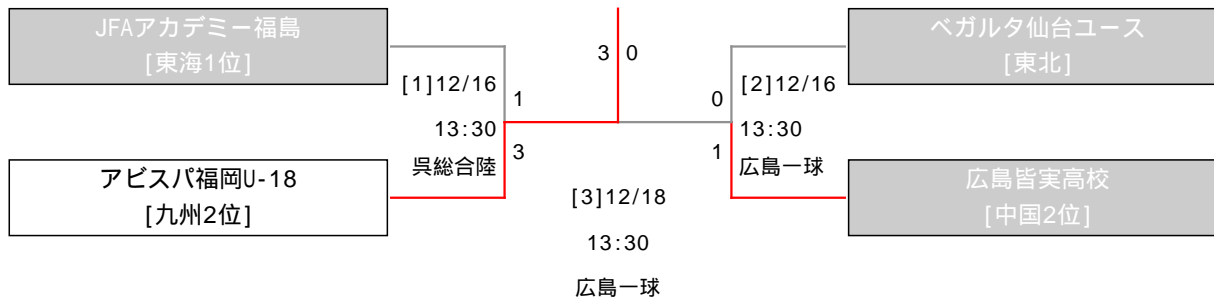 JFAアカデミー福島
[東海1位]
3 0
ベガルタ仙台ユース
[東北]
[1]12/16
1
0
[2]12/16
13:30
3
呉総合陸
13:30
1
広島一球
アビスパ福岡U-18
[九州2位]
[3]12/18
13:30
広島一球
広島皆実高校
[中国2位]